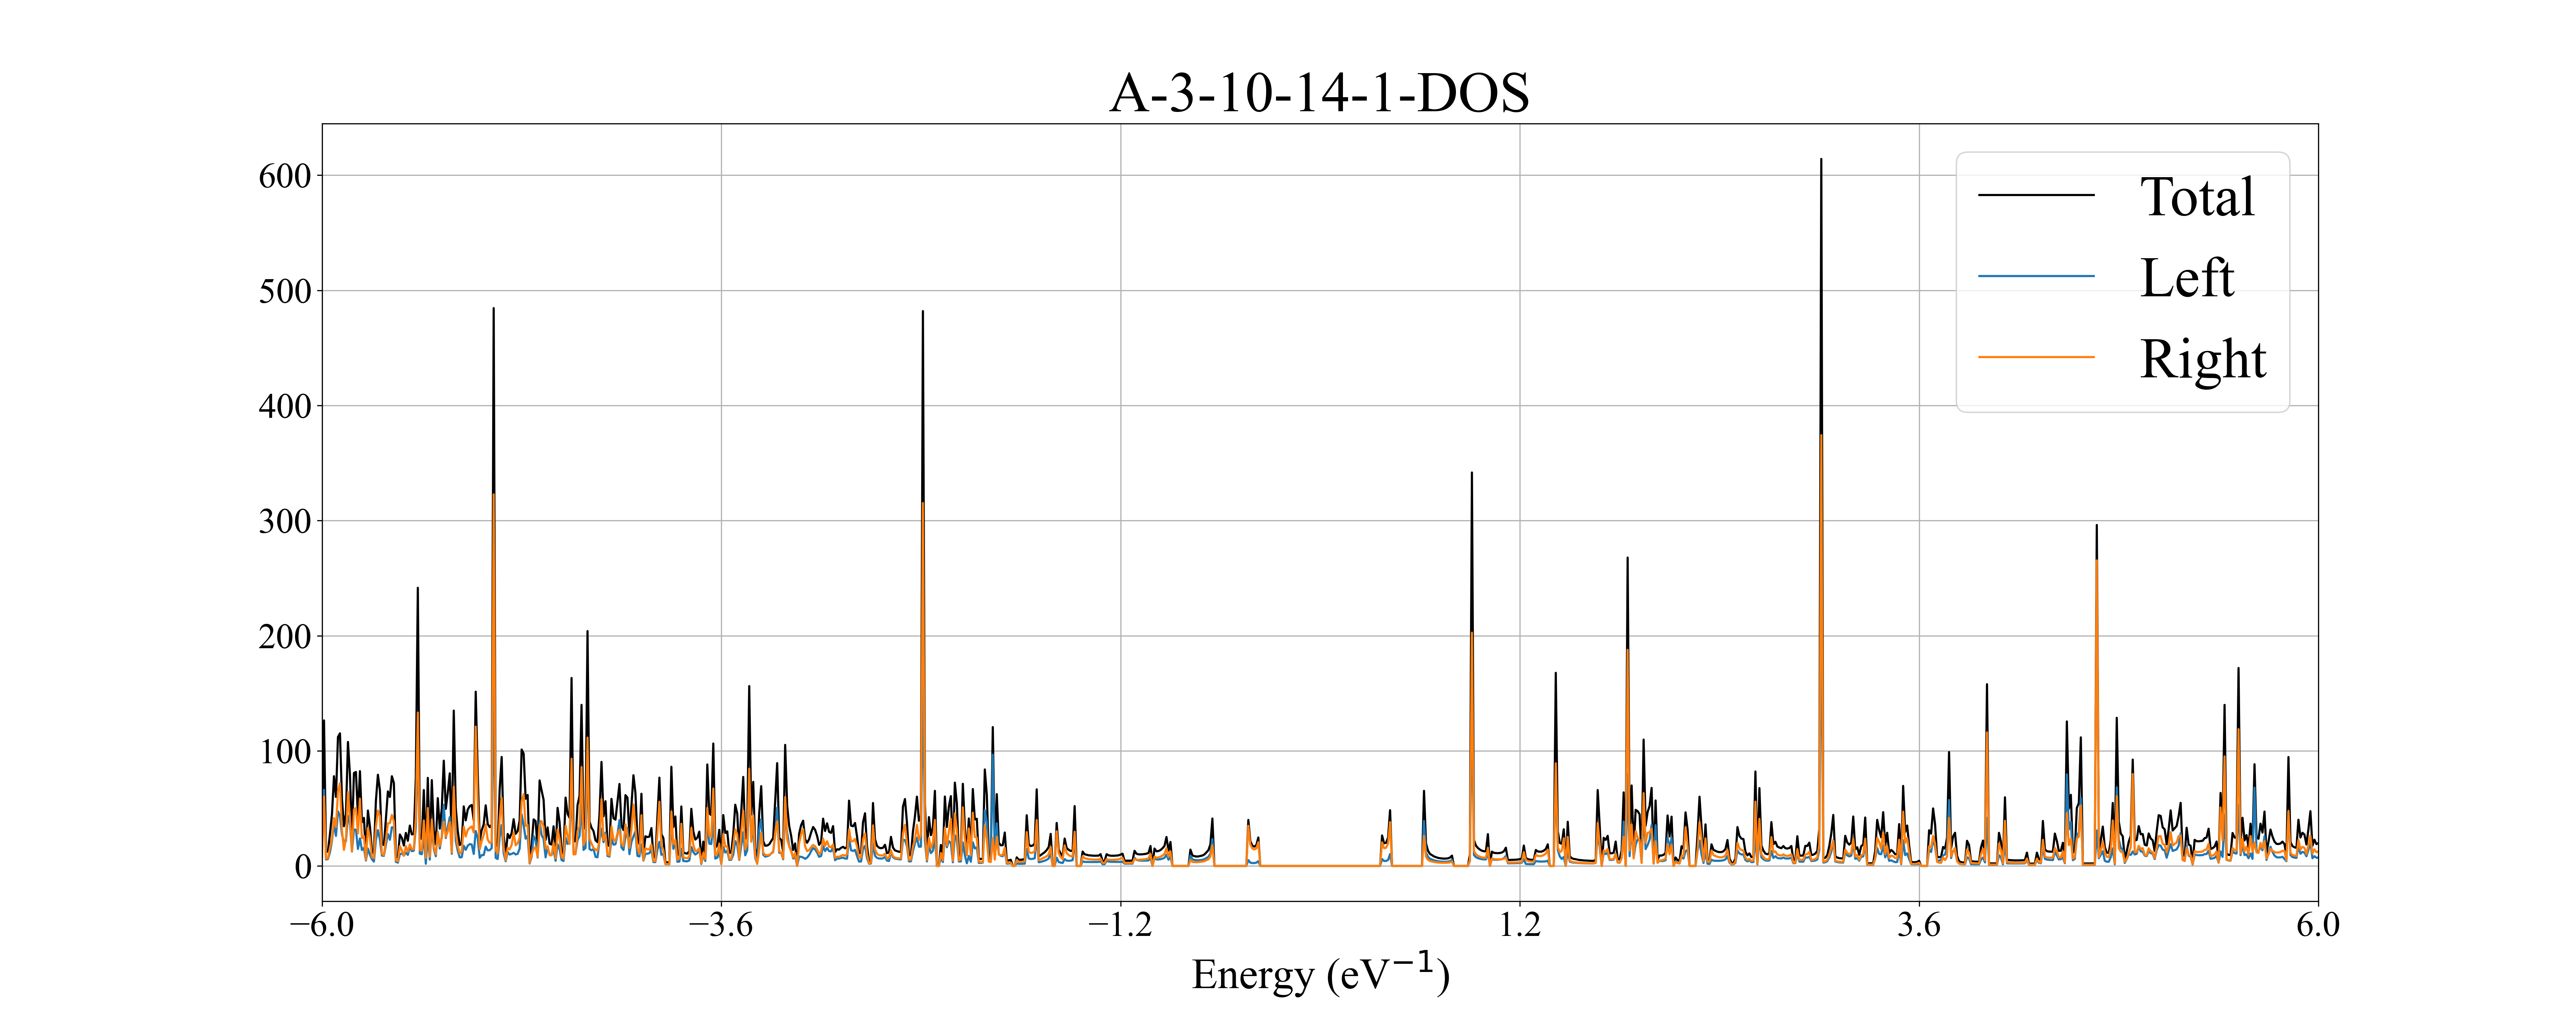 A-3-10-14-1-DOS
600
500
400
300
200
100
0
Total
Left
Right
−6.0 −3.6 −1.2 1.2 3.6 6.0
Energy (eV⁻¹)